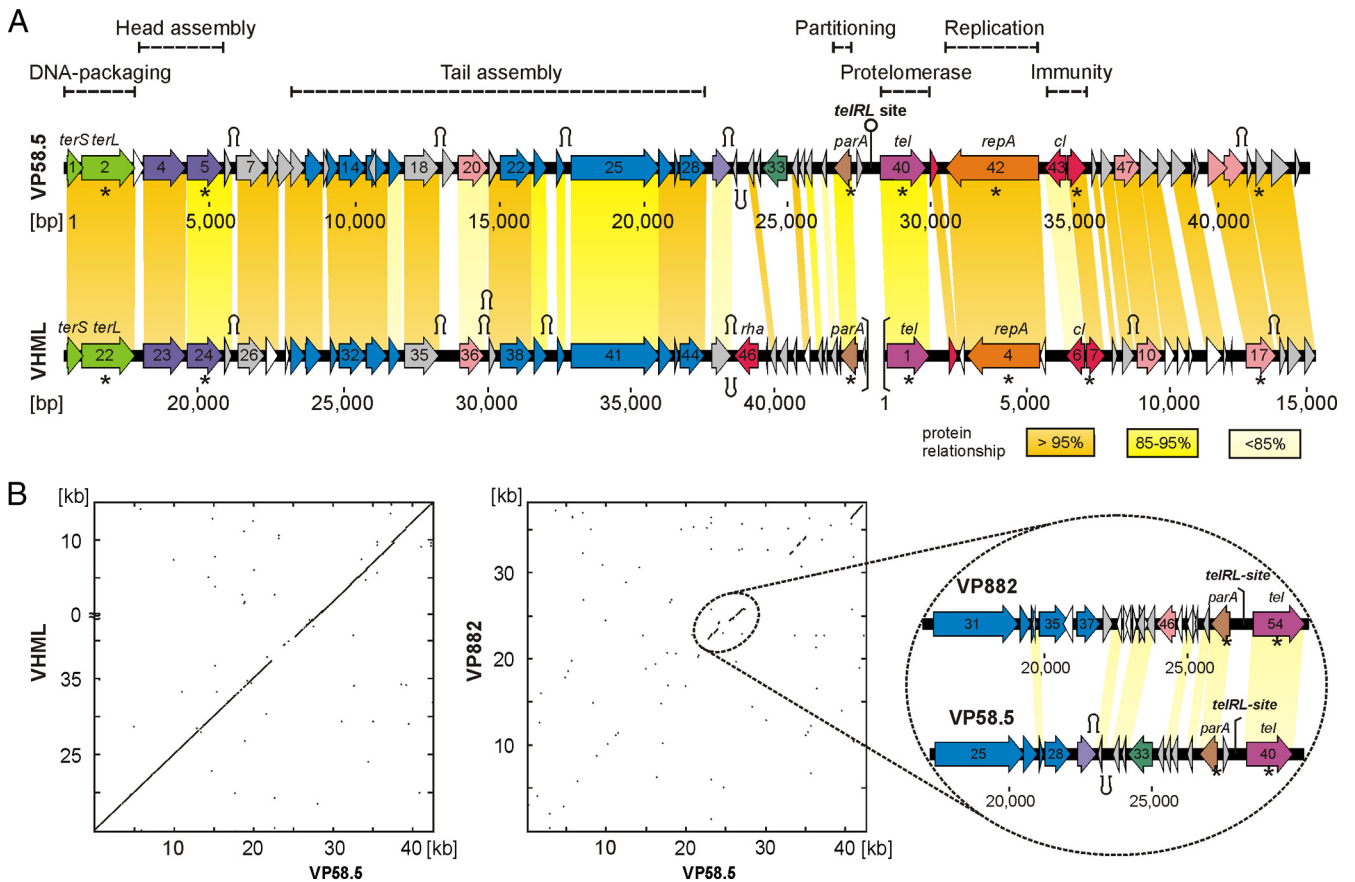 A
Head assembly
Partitioning
Replication
DNA-packaging
Tail assembly
Protelomerase
Immunity
telRL site
terS terL
parA
tel
repA
cI
VP58.5
1 2 4 5 7 14 18 20 22 25 28 33 40 42 43 47
* * * * * * *
[bp] 1 5,000 10,000 15,000 20,000 25,000 30,000 35,000 40,000
terS terL
rha
parA
tel
repA
cI
VHML
22 23 24 26 32 35 36 38 41 44 46 1 4 6 7 10 17
* * * * * * *
[bp] 20,000 25,000 30,000 35,000 40,000 1 5,000 10,000 15,000
protein
relationship
> 95%
85-95%
<85%
B
[kb]
10
0
35
25
VHML
10 20 30 40 [kb]
VP58.5
[kb]
30
20
10
VP882
10 20 30 40 [kb]
VP58.5
VP882
telRL-site
parA
tel
31 35 37 46 54
* *
20,000 25,000
VP58.5
telRL-site
parA
tel
25 28 33 40
* *
20,000 25,000